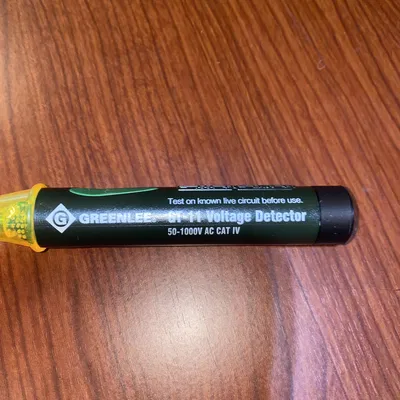 Test on known live circuit before use.
G GREENLEE GT-11 Voltage Detector
50-1000V AC CAT IV